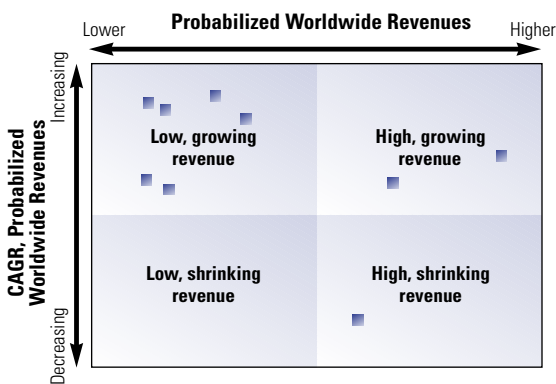 Probabilized Worldwide Revenues
Lower
Higher
CAGR, Probabilized
Worldwide Revenues
Increasing
Decreasing
Low, growing
revenue
High, growing
revenue
Low, shrinking
revenue
High, shrinking
revenue